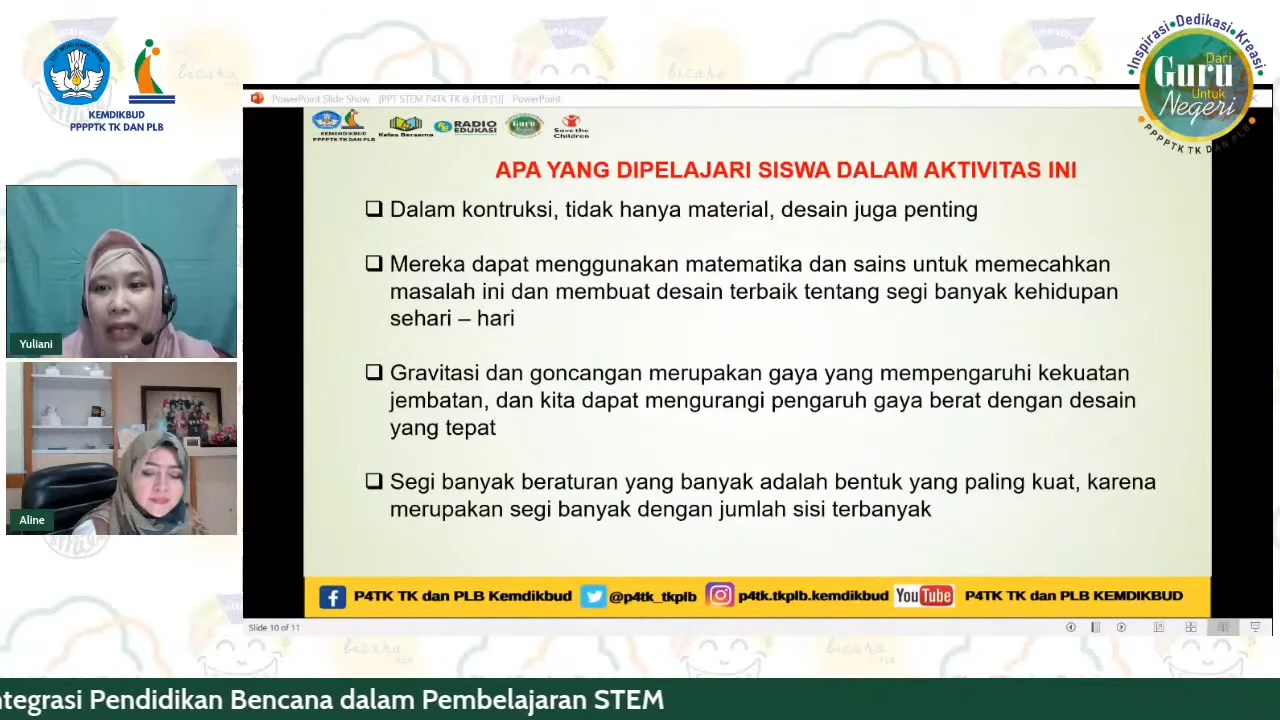 KEMDIKBUD
PPPPTK TK DAN PLB
Inspirasi•Dedikasi•Kreasi
Dari
Guru
Untuk
Negeri
PPPPTK TK DAN PLB
PowerPoint Slide Show - [PPT STEM P4TK TK & PLB [1]] - PowerPoint
KEMENDIKBUD
PPPPTK TK DAN PLB
Kelas Bersama
RADIO
EDUKASI
Guru
Save the
Children
APA YANG DIPELAJARI SISWA DALAM AKTIVITAS INI
❑ Dalam kontruksi, tidak hanya material, desain juga penting
❑ Mereka dapat menggunakan matematika dan sains untuk memecahkan
masalah ini dan membuat desain terbaik tentang segi banyak kehidupan
sehari – hari
❑ Gravitasi dan goncangan merupakan gaya yang mempengaruhi kekuatan
jembatan, dan kita dapat mengurangi pengaruh gaya berat dengan desain
yang tepat
❑ Segi banyak beraturan yang banyak adalah bentuk yang paling kuat, karena
merupakan segi banyak dengan jumlah sisi terbanyak
Yuliani
Aline
P4TK TK dan PLB Kemdikbud @p4tk_tkplb p4tk.tkplb.kemdikbud YouTube P4TK TK dan PLB KEMDIKBUD
Slide 10 of 11
ntegrasi Pendidikan Bencana dalam Pembelajaran STEM